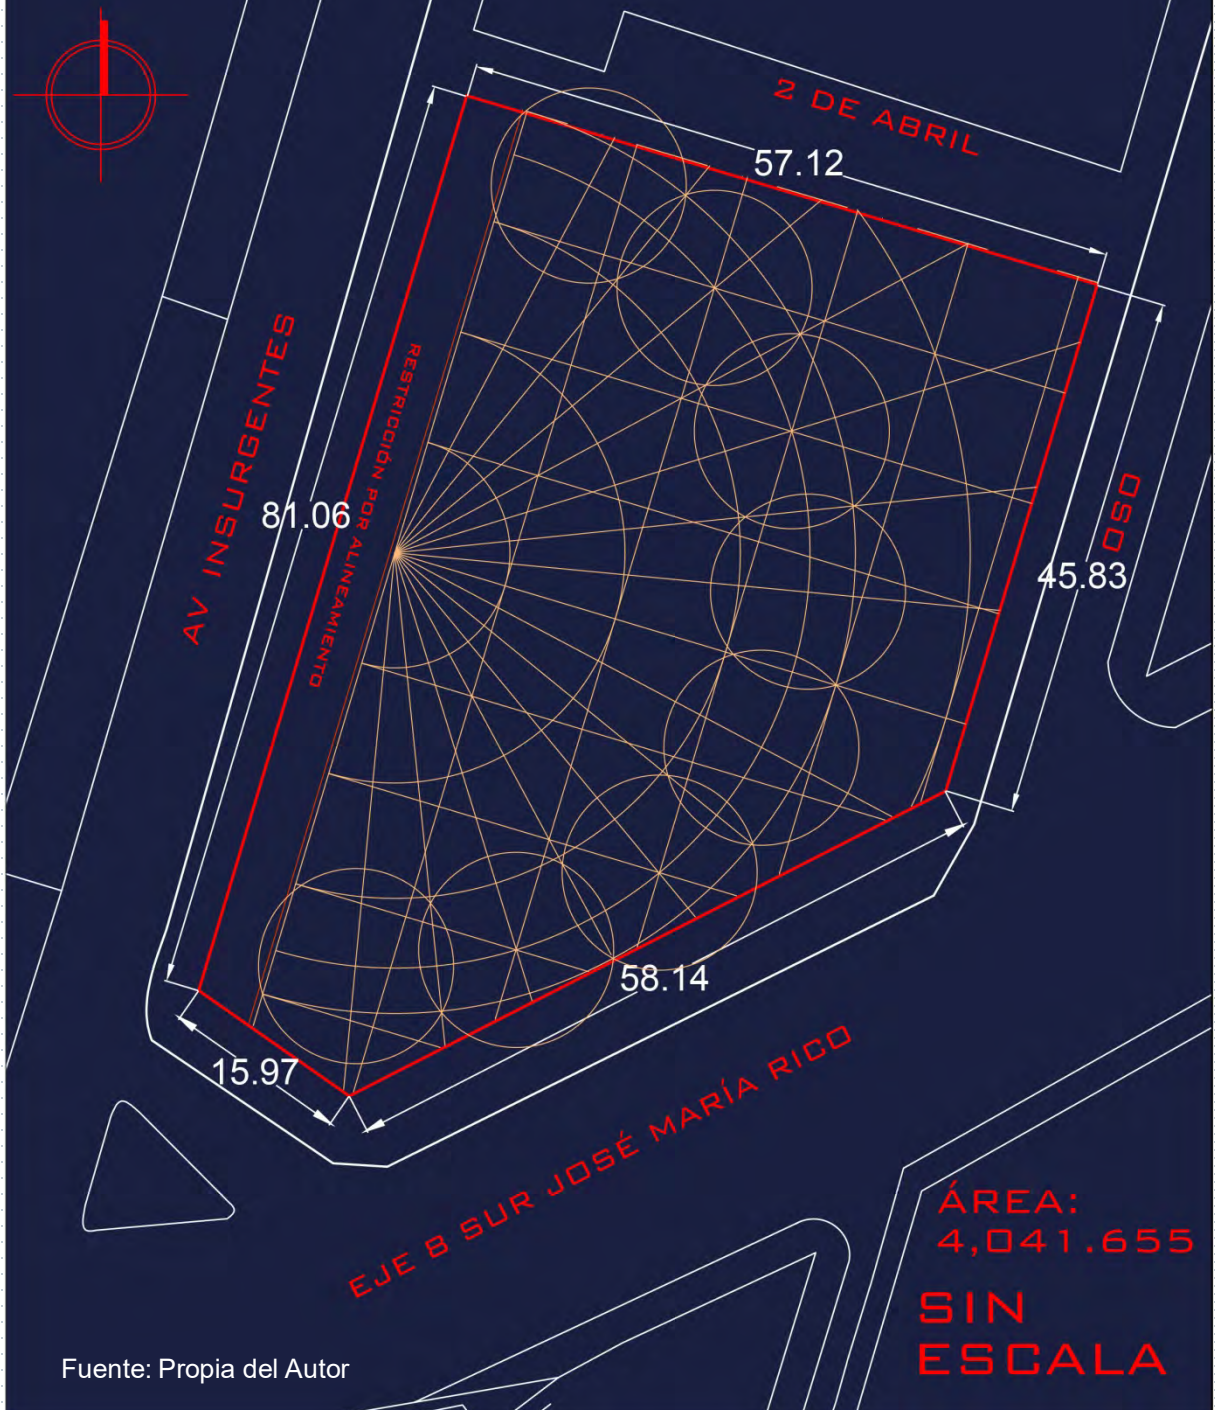 2 DE ABRIL
57.12
AV INSURGENTES
RESTRICCIÓN POR ALINEAMIENTO
81.06
OSO
45.83
58.14
15.97
EJE 8 SUR JOSÉ MARÍA RICO
ÁREA:
4,041.655
SIN
ESCALA
Fuente: Propia del Autor